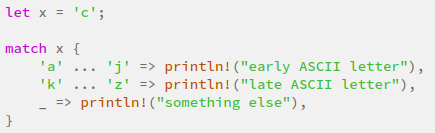 let x = 'c';
match x {
    'a' ... 'j' => println!("early ASCII letter"),
    'k' ... 'z' => println!("late ASCII letter"),
    _ => println!("something else"),
}